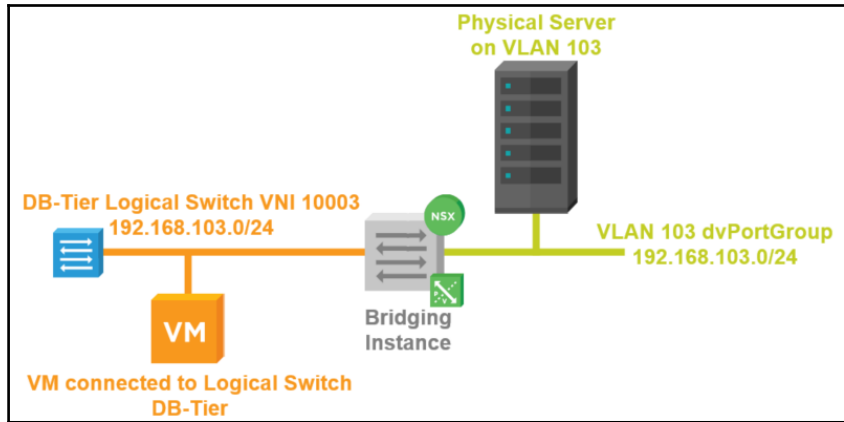 Physical Server
on VLAN 103
DB-Tier Logical Switch VNI 10003
192.168.103.0/24
NSX
VLAN 103 dvPortGroup
192.168.103.0/24
Bridging
Instance
VM
VM connected to Logical Switch
DB-Tier